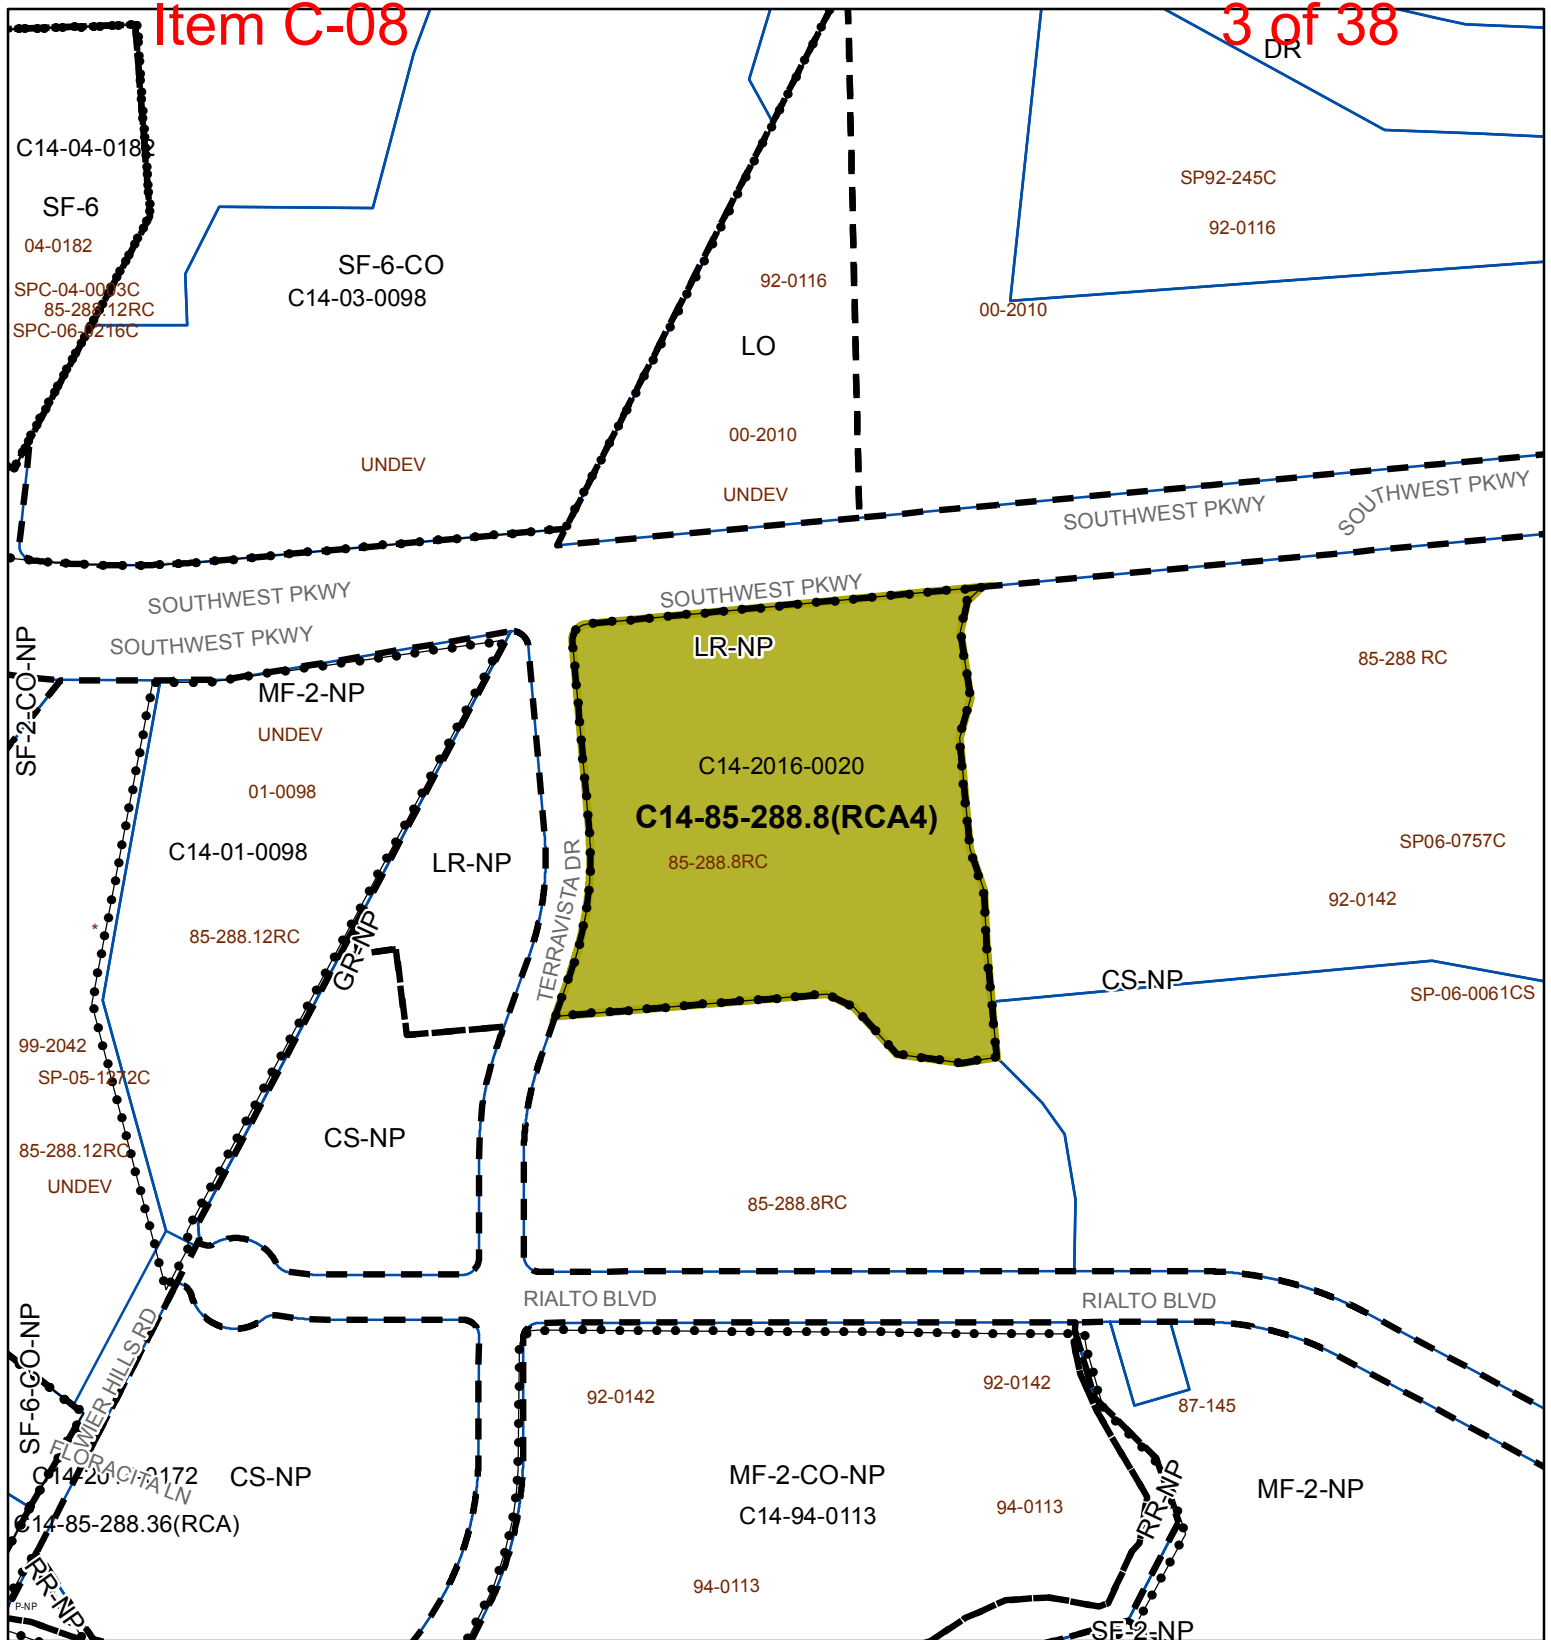 Item C-08
3 of 38
DR
C14-04-0182
SP92-245C
SF-6
92-0116
04-0182
SF-6-CO
92-0116
SPC-04-0003C
C14-03-0098
85-288.12RC
00-2010
SPC-06-0216C
LO
00-2010
UNDEV
UNDEV
SOUTHWEST PKWY
SOUTHWEST PKWY
SOUTHWEST PKWY
SOUTHWEST PKWY
SOUTHWEST PKWY
SF-2-CO-NP
LR-NP
85-288 RC
MF-2-NP
UNDEV
C14-2016-0020
01-0098
C14-85-288.8(RCA4)
SP06-0757C
C14-01-0098
LR-NP
85-288.8RC
92-0142
TERRAVISTA DR
*
85-288.12RC
GR-NP
CS-NP
SP-06-0061CS
99-2042
SP-05-1272C
CS-NP
85-288.12RC
UNDEV
85-288.8RC
RIALTO BLVD
RIALTO BLVD
SF-6-CO-NP
HILLS RD
92-0142
92-0142
87-145
FLORACITA LN
CS-NP
MF-2-CO-NP
MF-2-NP
C14-94-0113
94-0113
RR-NP
C14-85-288.36(RCA)
94-0113
RR-NP
P-NP
SF-2-NP